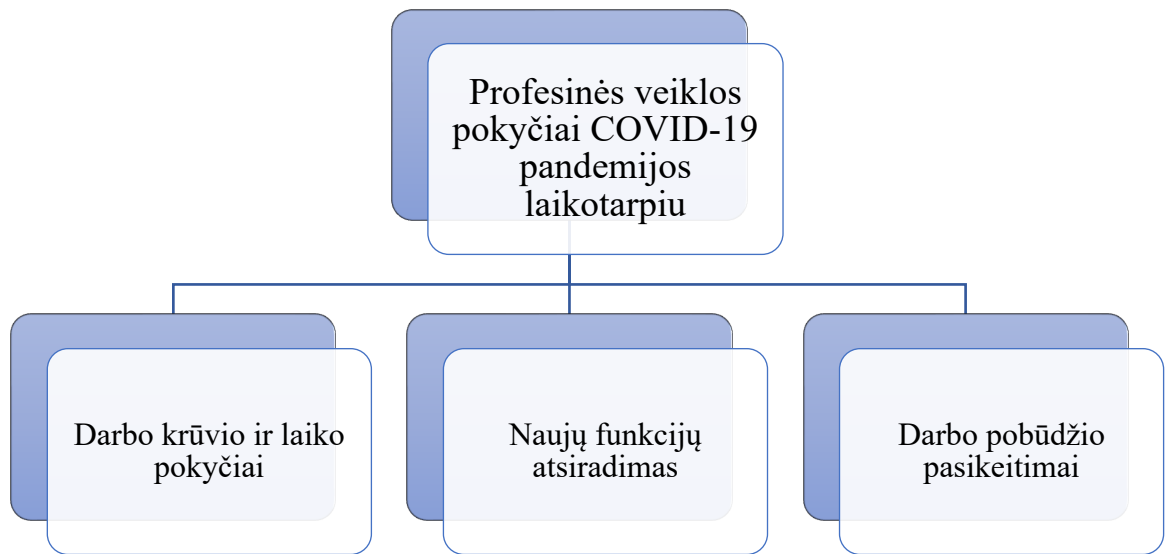 Profesinės veiklos
pokyčiai COVID-19
pandemijos
laikotarpiu
Darbo krūvio ir laiko
pokyčiai
Naujų funkcijų
atsiradimas
Darbo pobūdžio
pasikeitimai